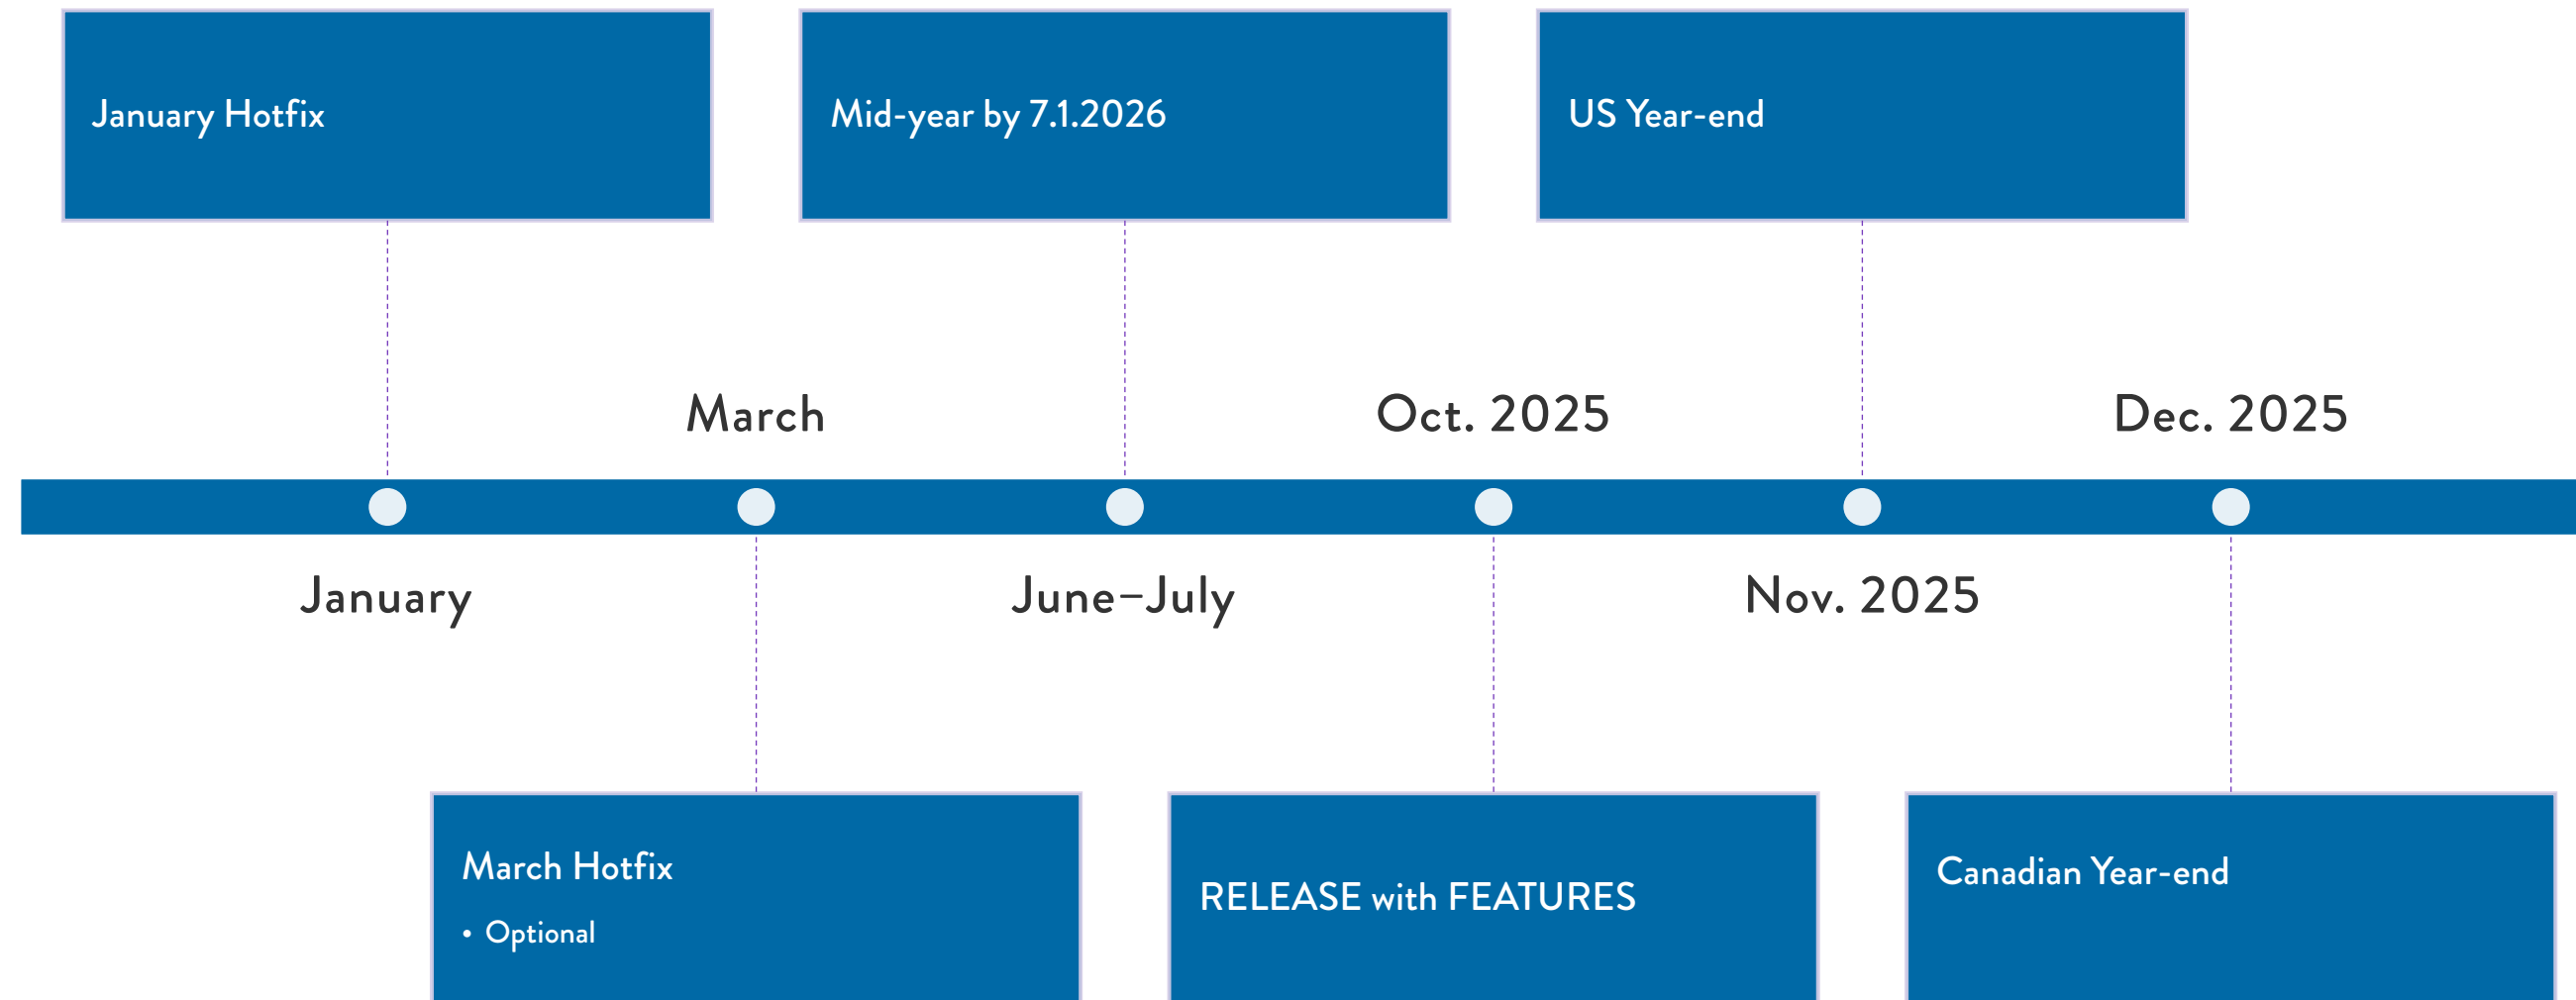 January Hotfix
Mid-year by 7.1.2026
US Year-end
March
Oct. 2025
Dec. 2025
January
June–July
Nov. 2025
March Hotfix
• Optional
RELEASE with FEATURES
Canadian Year-end